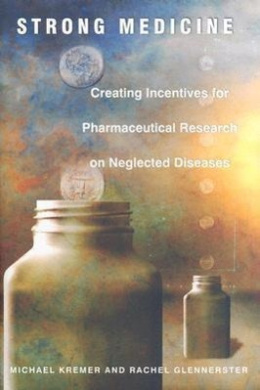 STRONG MEDICINE
Creating Incentives for
Pharmaceutical Research
on Neglected Diseases
MICHAEL KREMER AND RACHEL GLENNERSTER